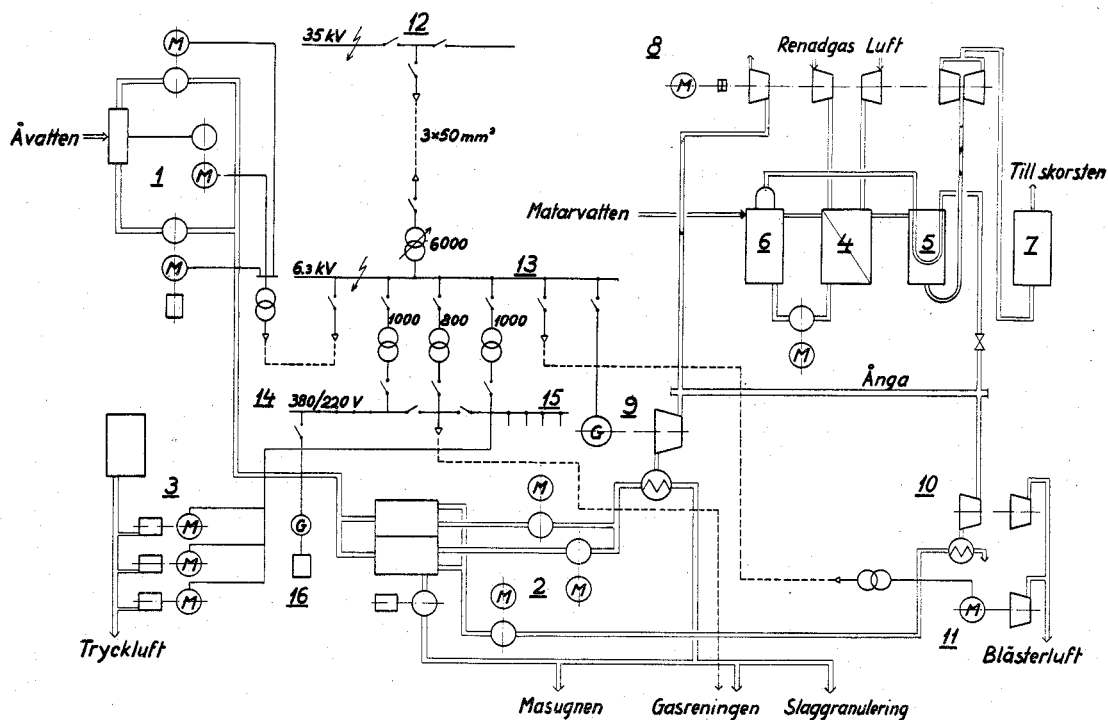 12
35 kV
8
Renadgas Luft
M
M
Åvatten
3×50 mm²
1
M
Till skorsten
Matarvatten
6
4
5
7
6000
M
6.3 kV
13
M
1000
800
1000
Ånga
14
380/220 V
15
9
G
3
10
M
M
G
M
2
M
M
16
M
M
M
11
Tryckluft
Blästerluft
Masugnen
Gasreningen
Slaggranulering